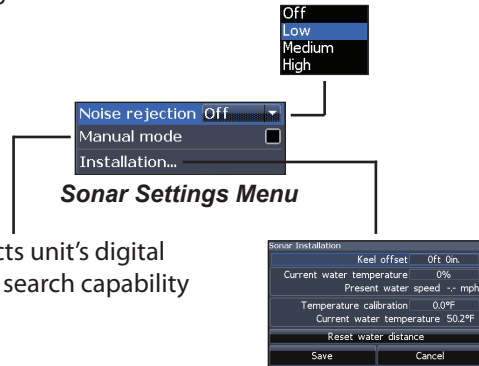 Off
Low
Medium
High
Noise rejection Off
Manual mode
Installation...
Sonar Settings Menu
cts unit's digital
search capability
Sonar Installation
Keel offset 0ft 0in.
Current water temperature 0%
Present water speed -.- mph
Temperature calibration 0.0°F
Current water temperature 50.2°F
Reset water distance
Save Cancel